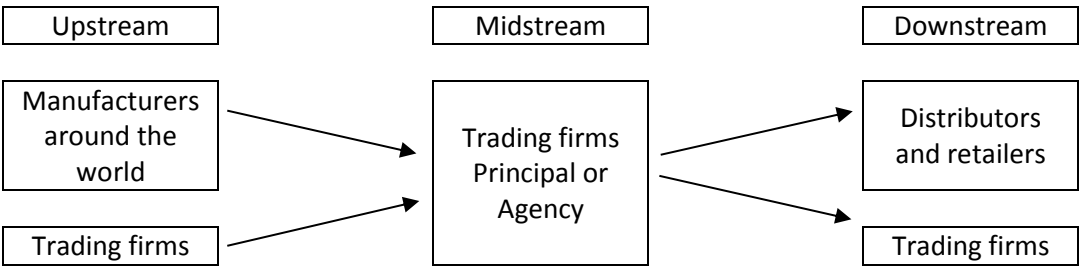 Upstream
Midstream
Downstream
Manufacturers
around the
world
Trading firms
Trading firms
Principal or
Agency
Distributors
and retailers
Trading firms